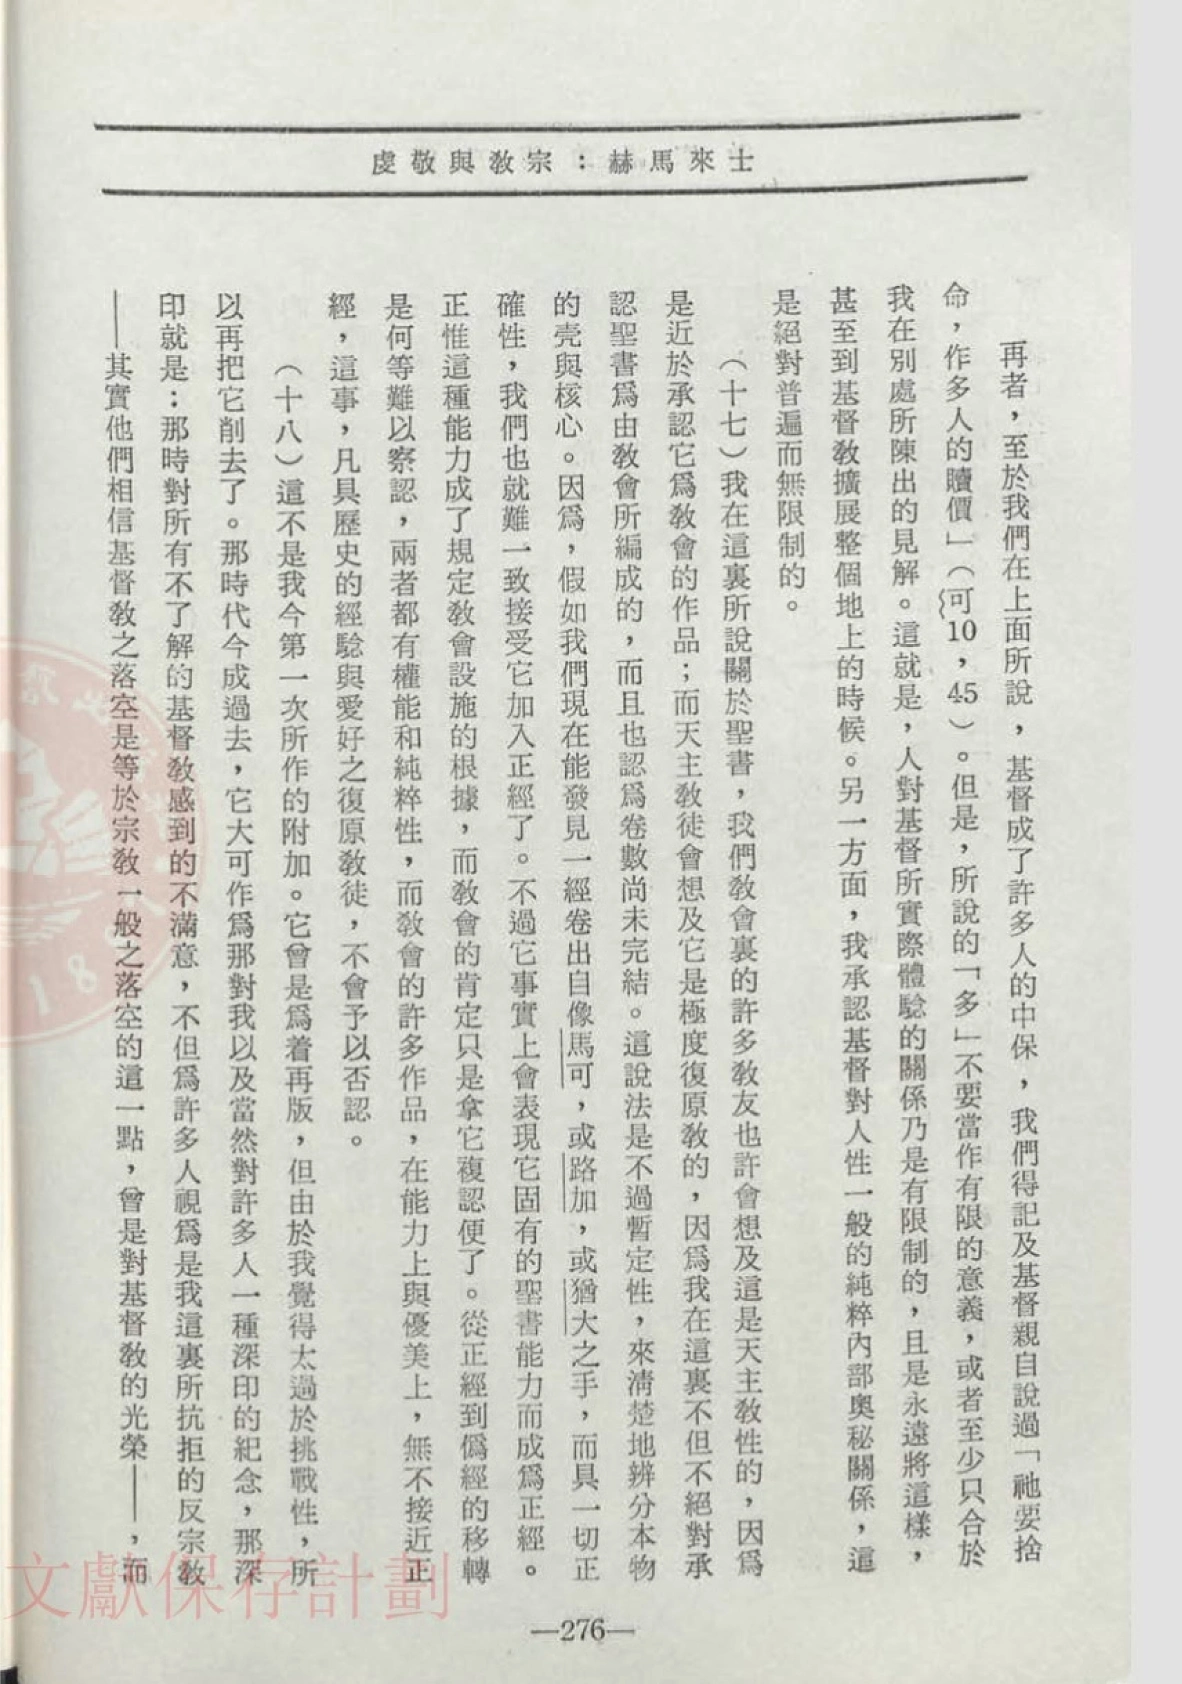 士來馬赫：宗教與敬虔
再者，至於我們在上面所說，基督成了許多人的中保，我們得記及基督親自說過「祂要捨
命，作多人的贖價」（可10，45）。但是，所說的「多」不要當作有限的意義，或者至少只合於
我在別處所陳出的見解。這就是，人對基督所實際體驗的關係乃是有限制的，且是永遠將這樣，
甚至到基督教擴展整個地上的時候。另一方面，我承認基督對人性一般的純粹內部奧秘關係，這
是絕對普遍而無限制的。
（十七）我在這裏所說關於聖書，我們教會裏的許多教友也許會想及這是天主教性的，因爲
是近於承認它爲教會的作品；而天主教徒會想及它是極度復原教的，因爲我在這裏不但不絕對承
認聖書爲由教會所編成的，而且也認爲卷數尚未完結。這說法是不過暫定性，來淸楚地辨分本物
的壳與核心。因爲，假如我們現在能發見一經卷出自像馬可，或路加，或猶大之手，而具一切正
確性，我們也就難一致接受它加入正經了。不過它事實上會表現它固有的聖書能力而成爲正經。
正惟這種能力成了規定教會設施的根據，而教會的肯定只是拿它複認便了。從正經到僞經的移轉
是何等難以察認，兩者都有權能和純粹性，而教會的許多作品，在能力上與優美上，無不接近正
經，這事，凡具歷史的經驗與愛好之復原教徒，不會予以否認。
（十八）這不是我今第一次所作的附加。它曾是爲着再版，但由於我覺得太過於挑戰性，所
以再把它削去了。那時代今成過去，它大可作爲那對我以及當然對許多人一種深印的紀念，那深
印就是：那時對所有不了解的基督教感到的不滿意，不但爲許多人視爲是我這裏所抗拒的反宗教
——其實他們相信基督教之落空是等於宗教一般之落空的這一點，曾是對基督教的光榮——，而
—276—
文獻保存計劃
18